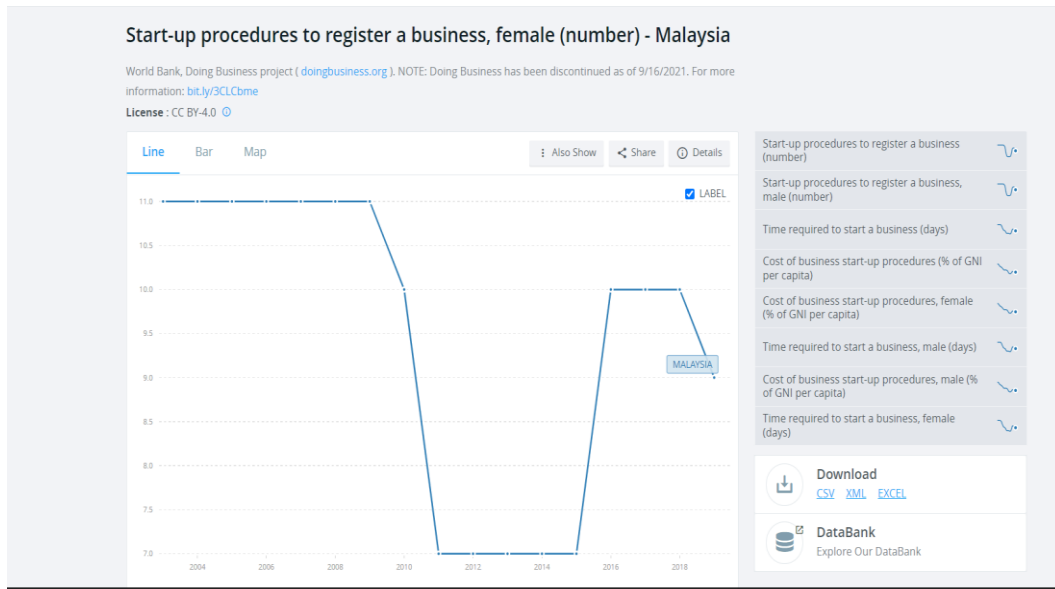 Start-up procedures to register a business, female (number) - Malaysia
World Bank, Doing Business project ( doingbusiness.org ). NOTE: Doing Business has been discontinued as of 9/16/2021. For more
information: bit.ly/3CLCbme
License : CC BY-4.0
Line Bar Map Also Show Share Details
LABEL
11.0
10.5
10.0
9.5
9.0
8.5
8.0
7.5
7.0
MALAYSIA
2004 2006 2008 2010 2012 2014 2016 2018
Start-up procedures to register a business
(number)
Start-up procedures to register a business,
male (number)
Time required to start a business (days)
Cost of business start-up procedures (% of GNI
per capita)
Cost of business start-up procedures, female
(% of GNI per capita)
Time required to start a business, male (days)
Cost of business start-up procedures, male (%
of GNI per capita)
Time required to start a business, female
(days)
Download
CSV XML EXCEL
DataBank
Explore Our DataBank